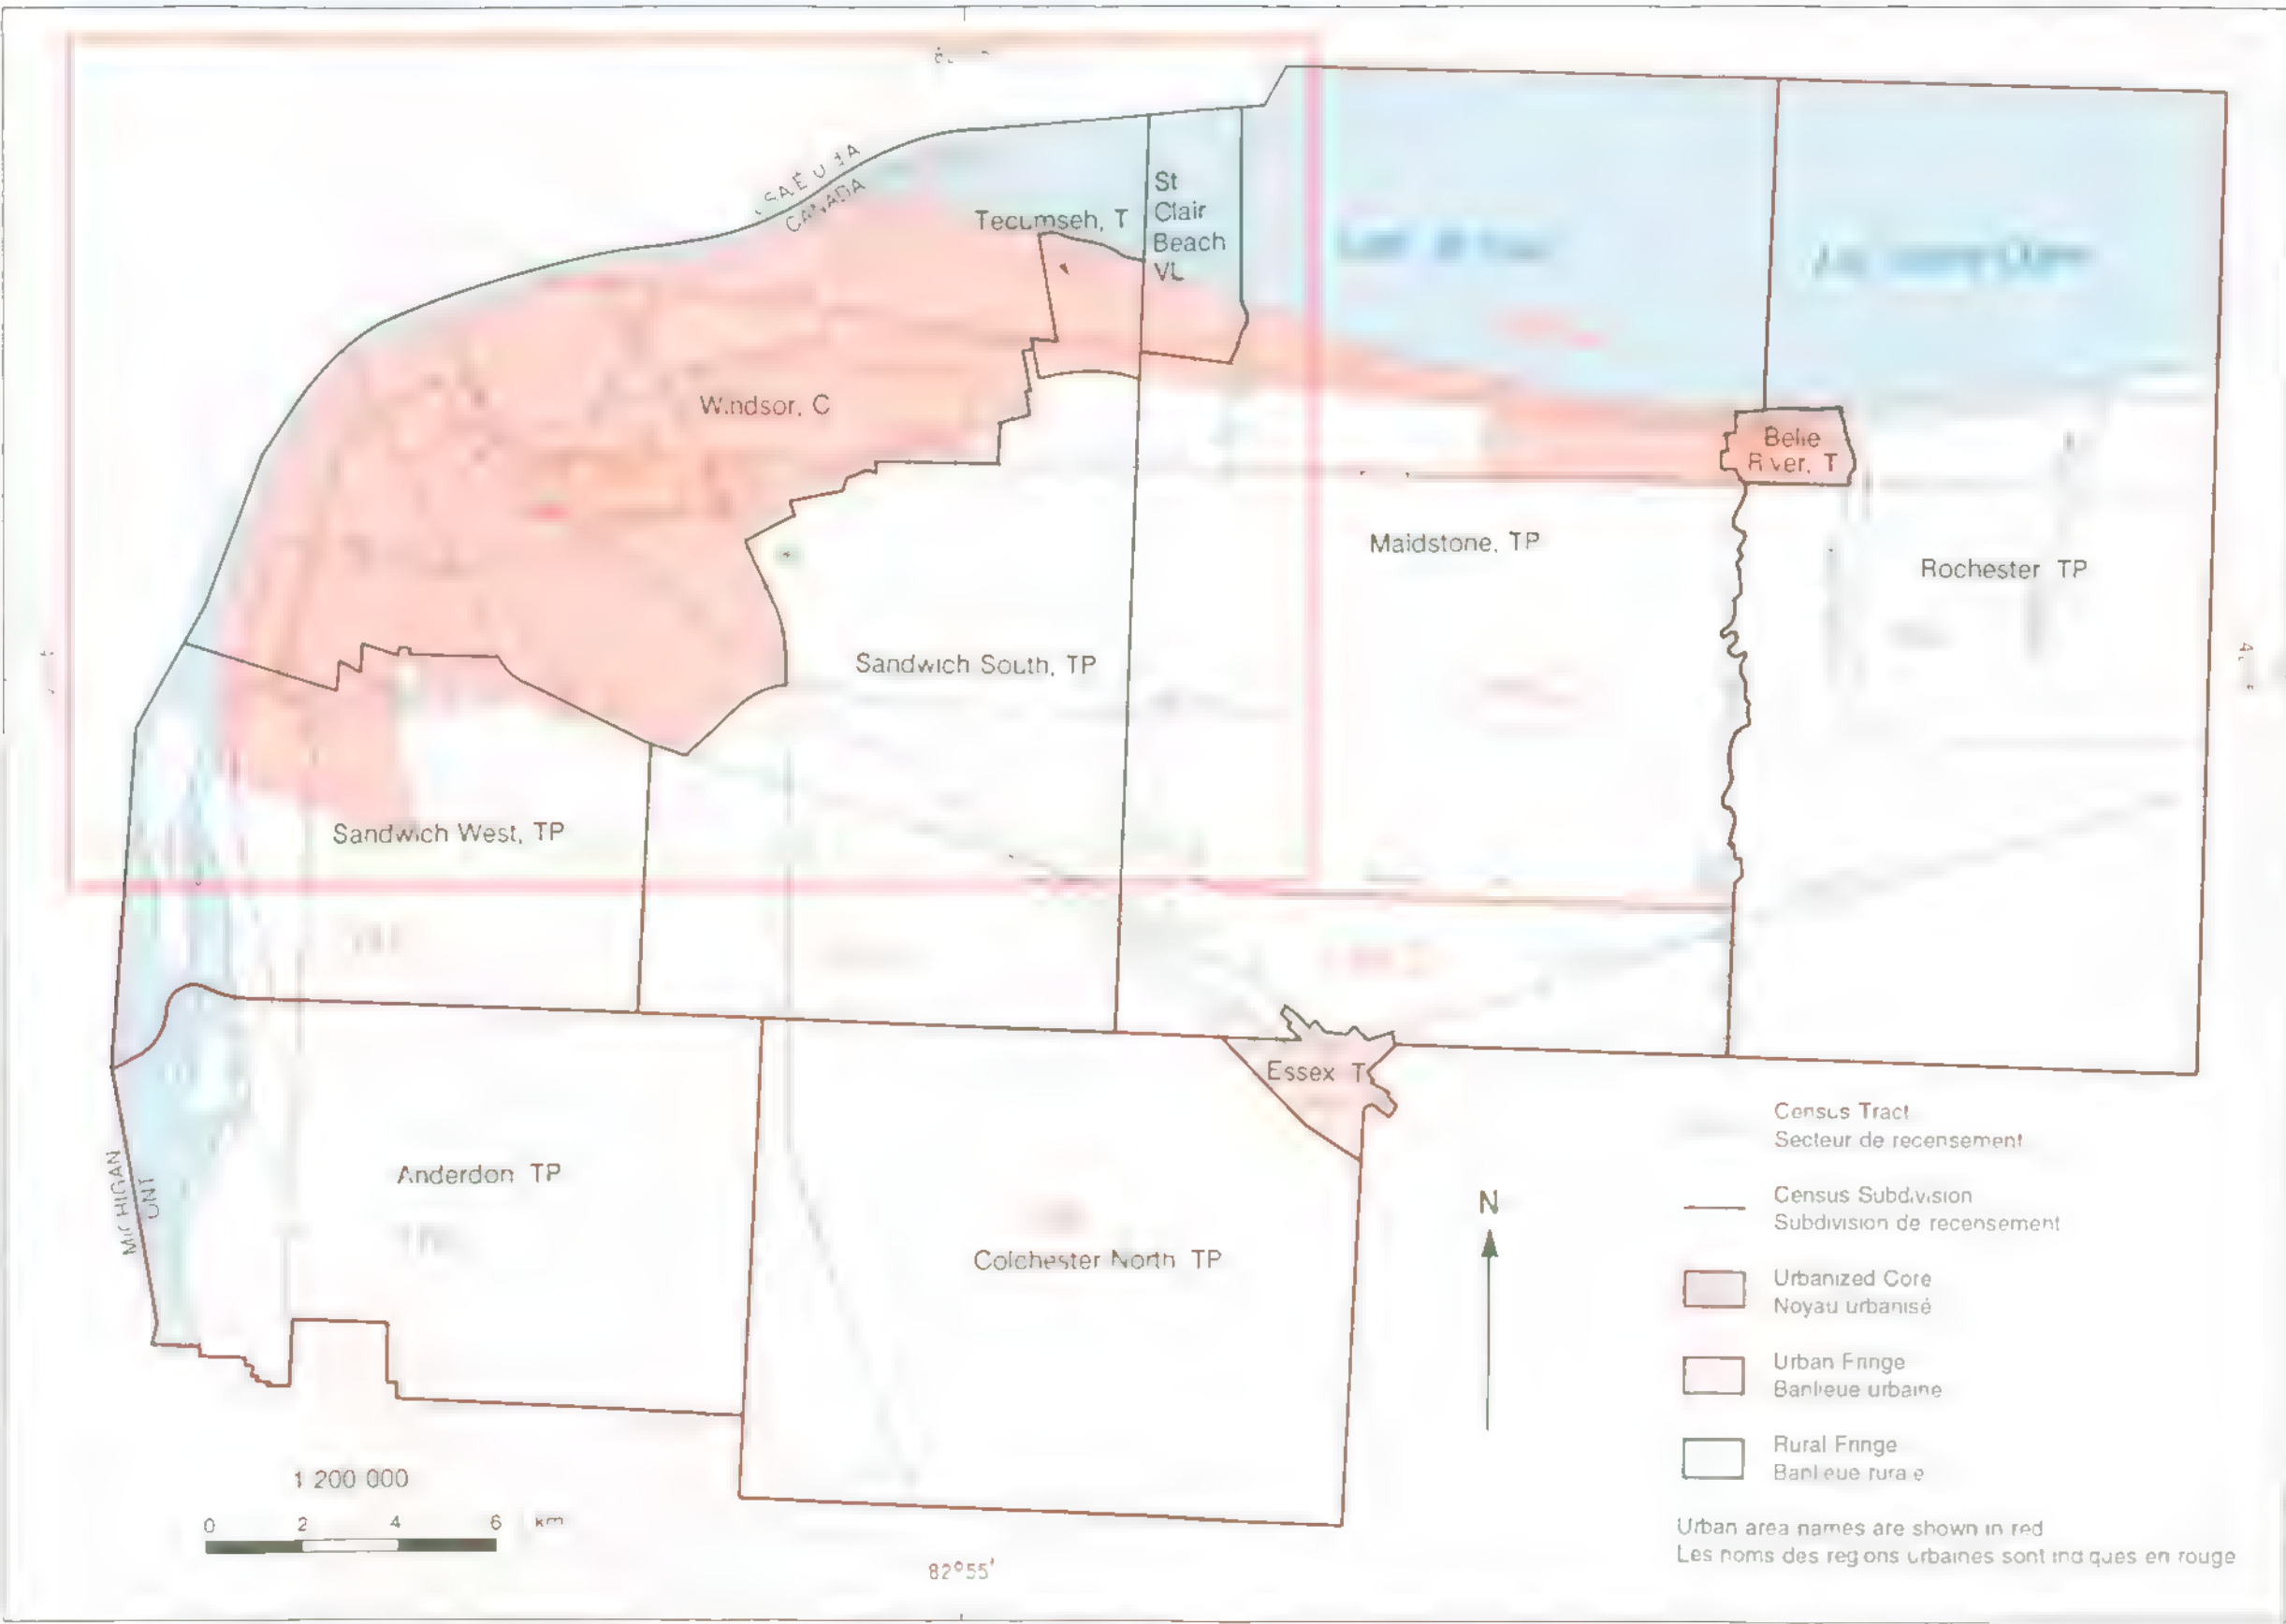 CANADA
Tecumseh, T
St
Clair
Beach
VL
Windsor, C
Belle
River, T
Maidstone, TP
Rochester TP
Sandwich South, TP
Sandwich West, TP
Essex T
Anderdon TP
Colchester North TP
MICHIGAN
ONT
N
Census Tract
Secteur de recensement
Census Subdivision
Subdivision de recensement
Urbanized Core
Noyau urbanisé
Urban Fringe
Banlieue urbaine
Rural Fringe
Banlieue rurale
Urban area names are shown in red
Les noms des regions urbaines sont indiques en rouge
1 200 000
0 2 4 6 km
82°55'